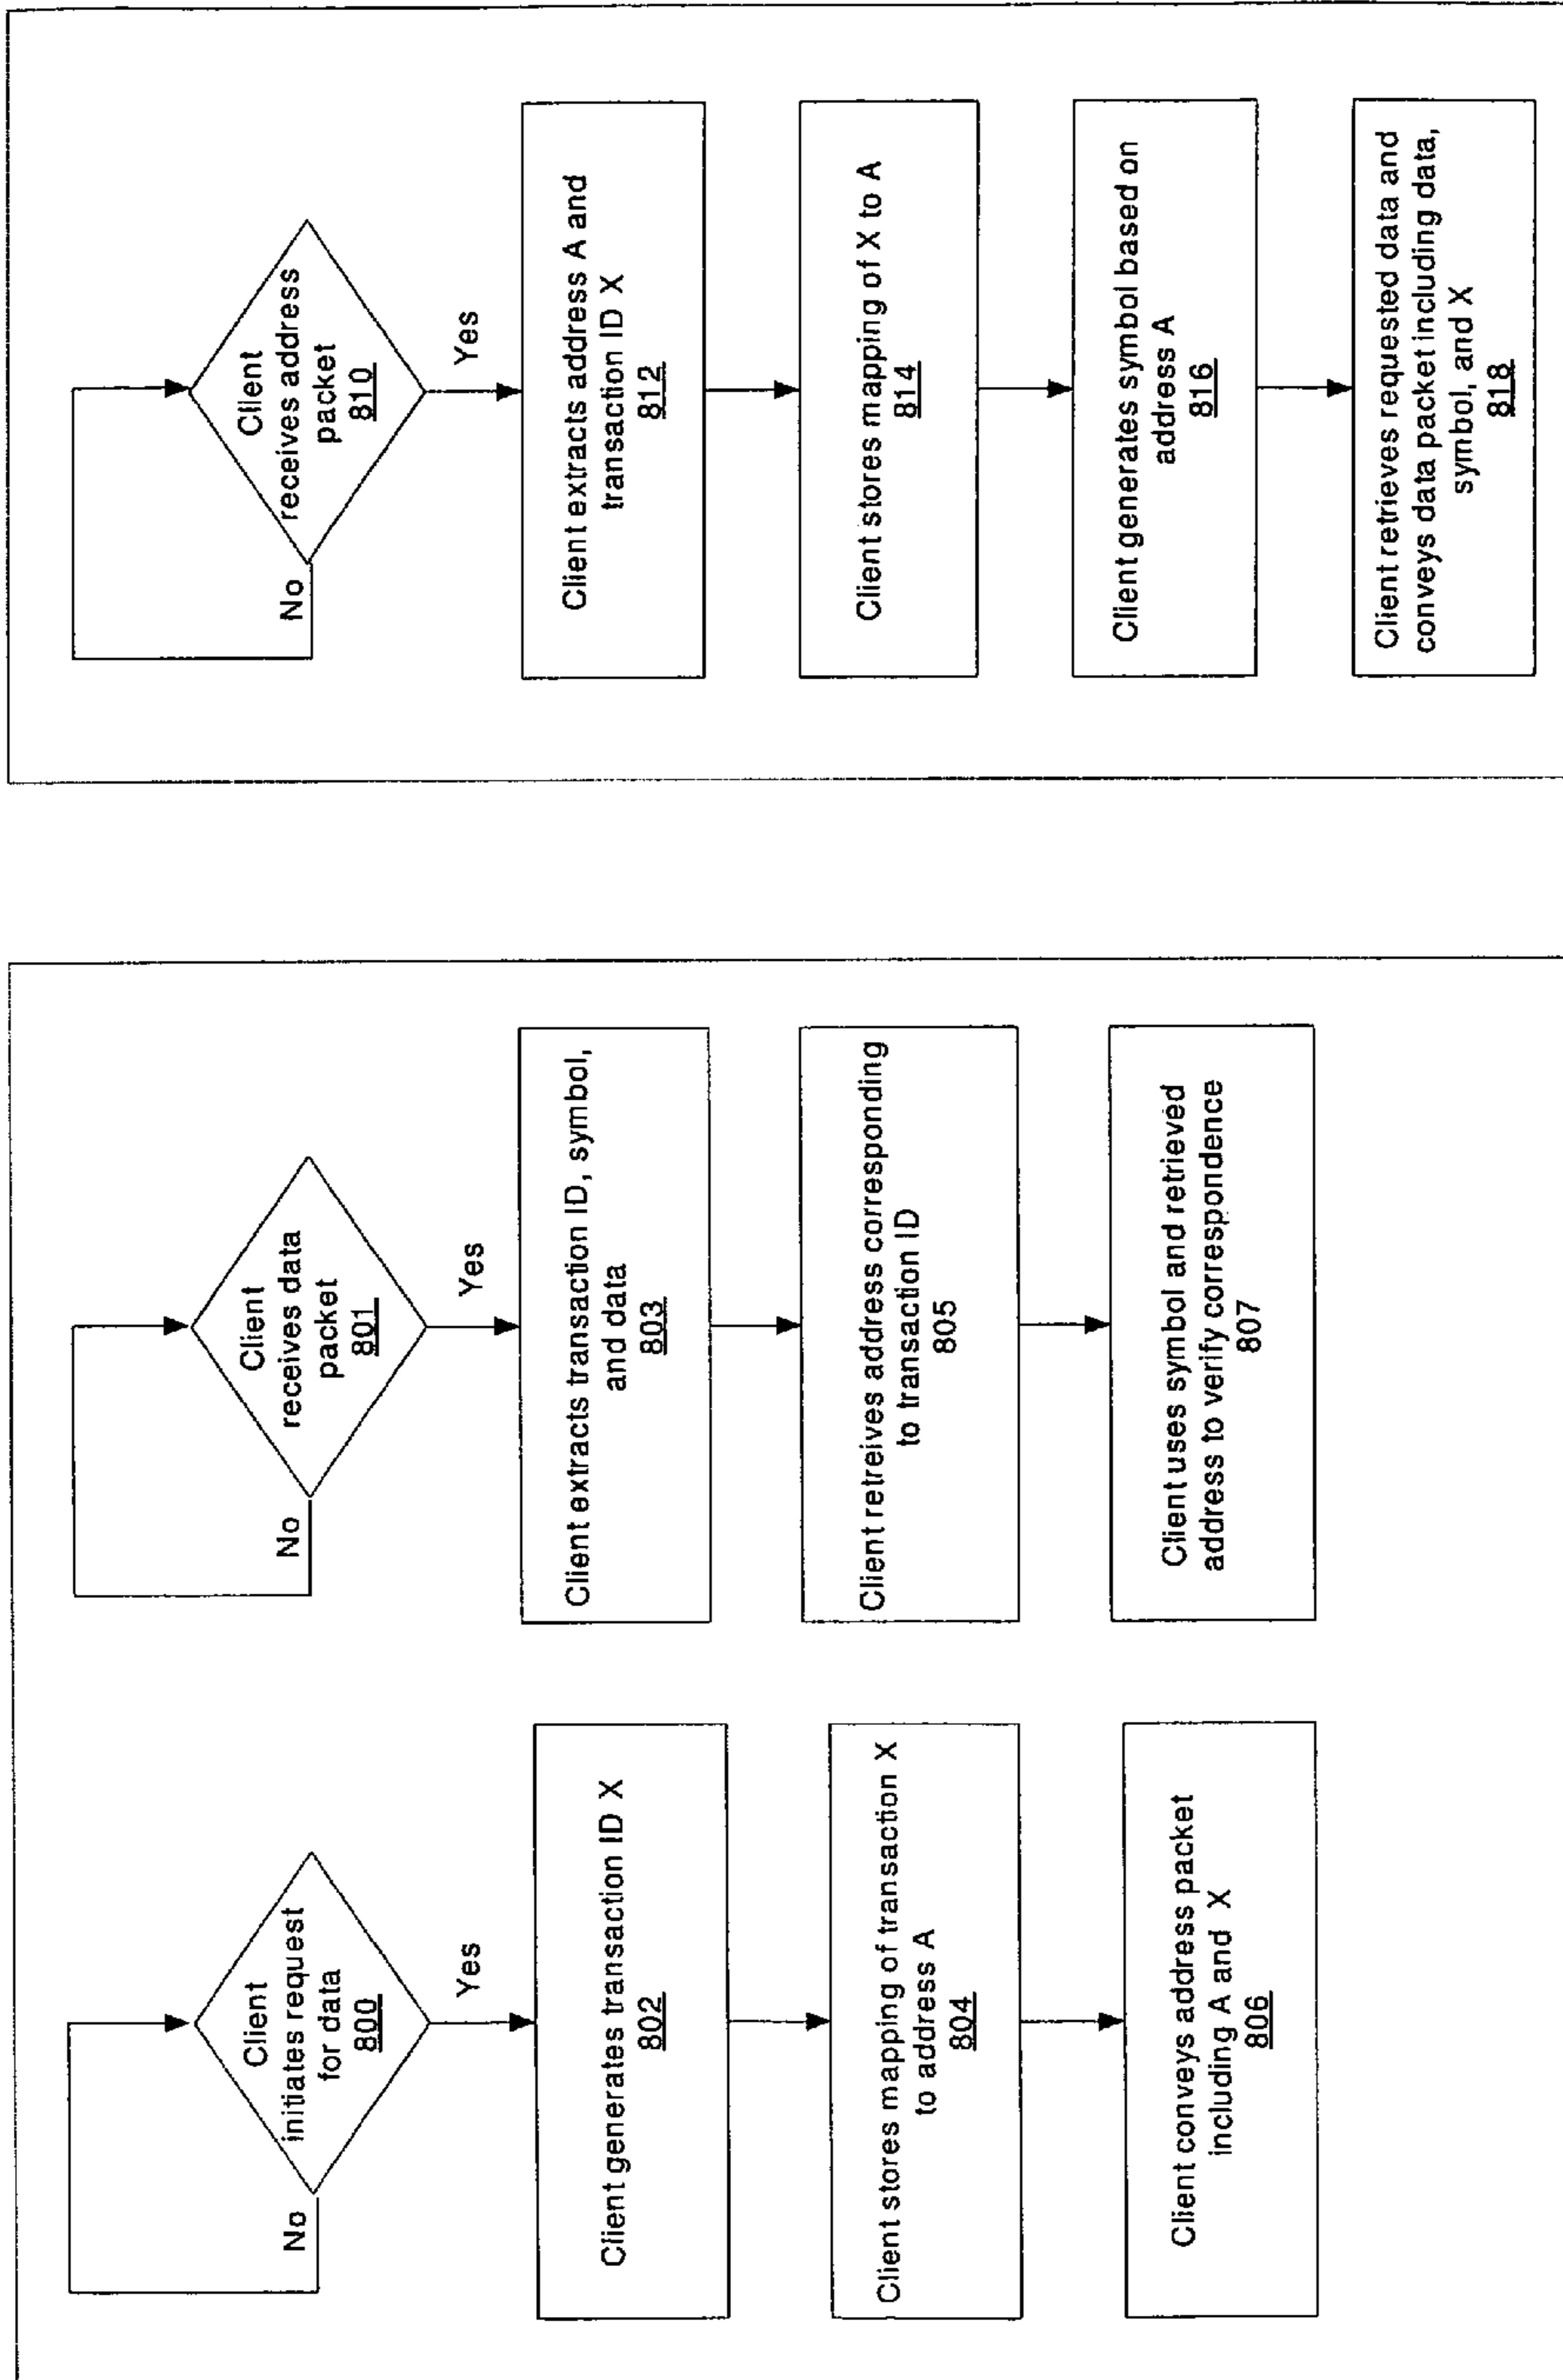 Client
initiates request
for data
800
No
Yes
Client generates transaction ID X
802
Client stores mapping of transaction X
to address A
804
Client conveys address packet
including A and X
806
Client
receives data
packet
801
No
Yes
Client extracts transaction ID, symbol,
and data
803
Client retreives address corresponding
to transaction ID
805
Client uses symbol and retrieved
address to verify correspondence
807
Client
receives address
packet
810
No
Yes
Client extracts address A and
transaction ID X
812
Client stores mapping of X to A
814
Client generates symbol based on
address A
816
Client retrieves requested data and
conveys data packet including data,
symbol, and X
818